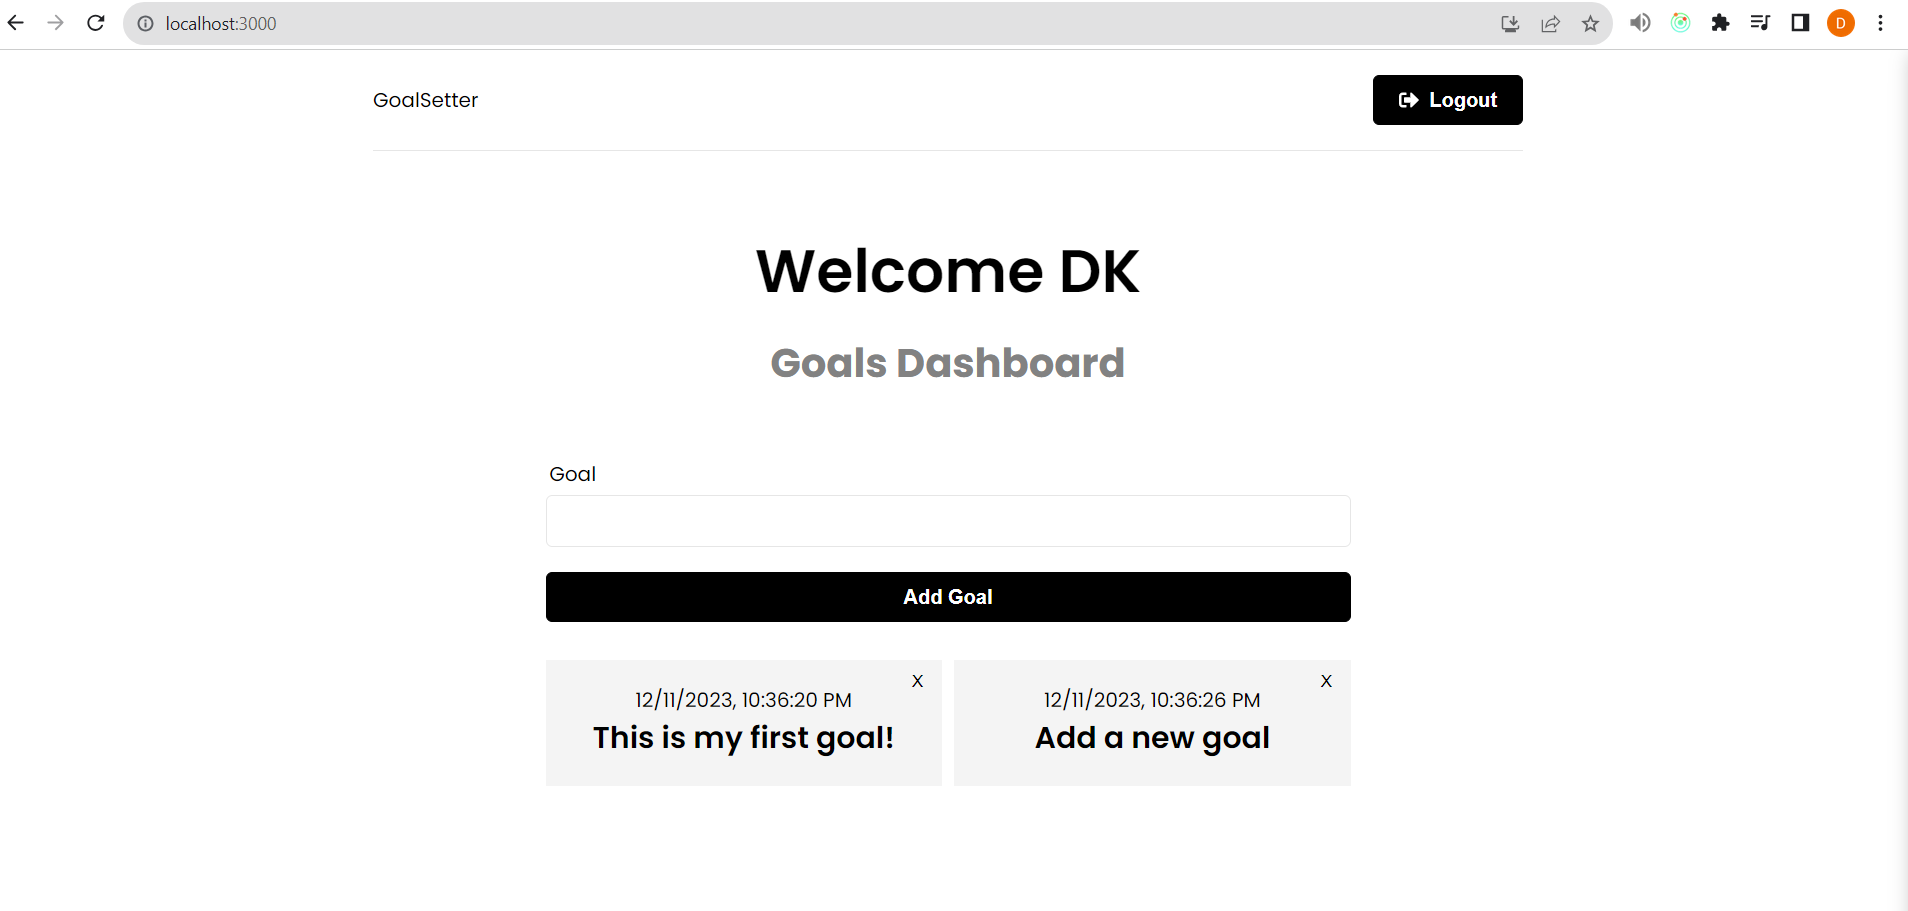 localhost:3000
D
GoalSetter
Logout
Welcome DK
Goals Dashboard
Goal
Add Goal
X
12/11/2023, 10:36:20 PM
This is my first goal!
X
12/11/2023, 10:36:26 PM
Add a new goal